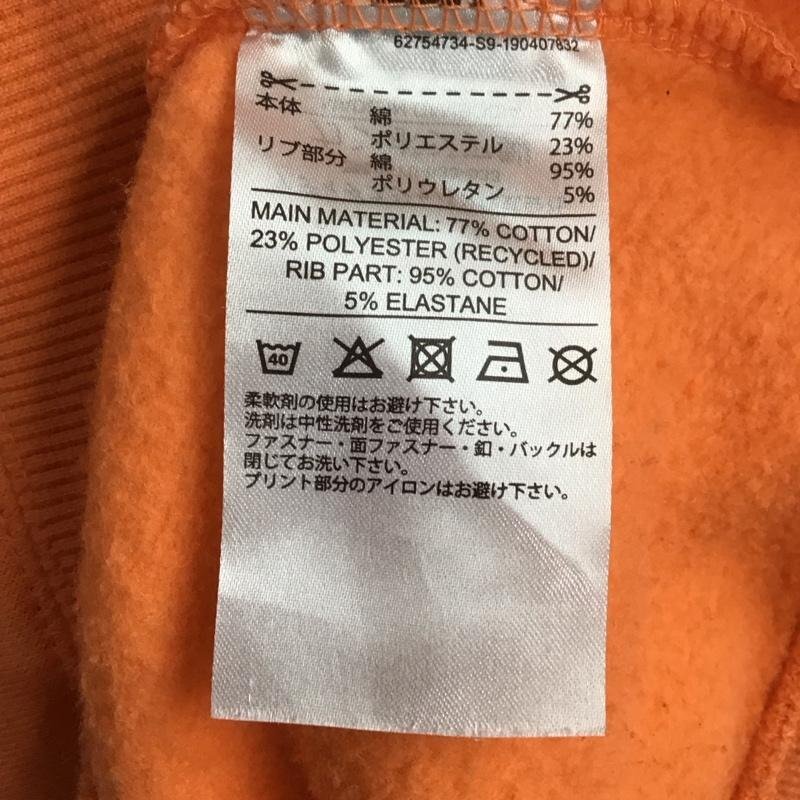 62754734-S9-190407832
本体 綿 77%
ポリエステル 23%
リブ部分 綿 95%
ポリウレタン 5%
MAIN MATERIAL: 77% COTTON/
23% POLYESTER (RECYCLED)/
RIB PART: 95% COTTON/
5% ELASTANE
40
柔軟剤の使用はお避け下さい。
洗剤は中性洗剤をご使用ください。
ファスナー・面ファスナー・釦・バックルは
閉じてお洗い下さい。
プリント部分のアイロンはお避け下さい。